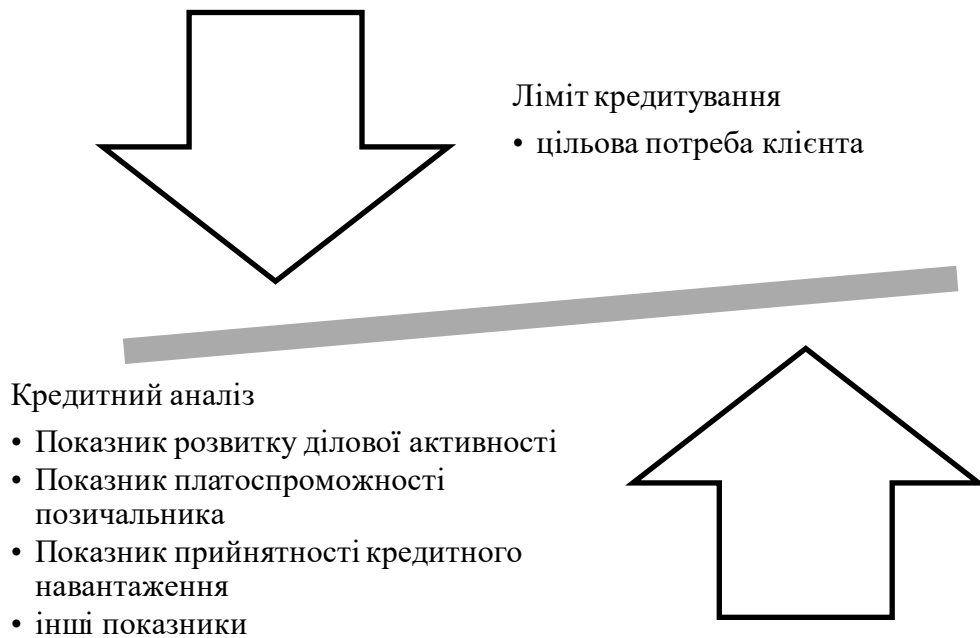 Ліміт кредитування
• цільова потреба клієнта
Кредитний аналіз
• Показник розвитку ділової активності
• Показник платоспроможності
позичальника
• Показник прийнятності кредитного
навантаження
• інші показники